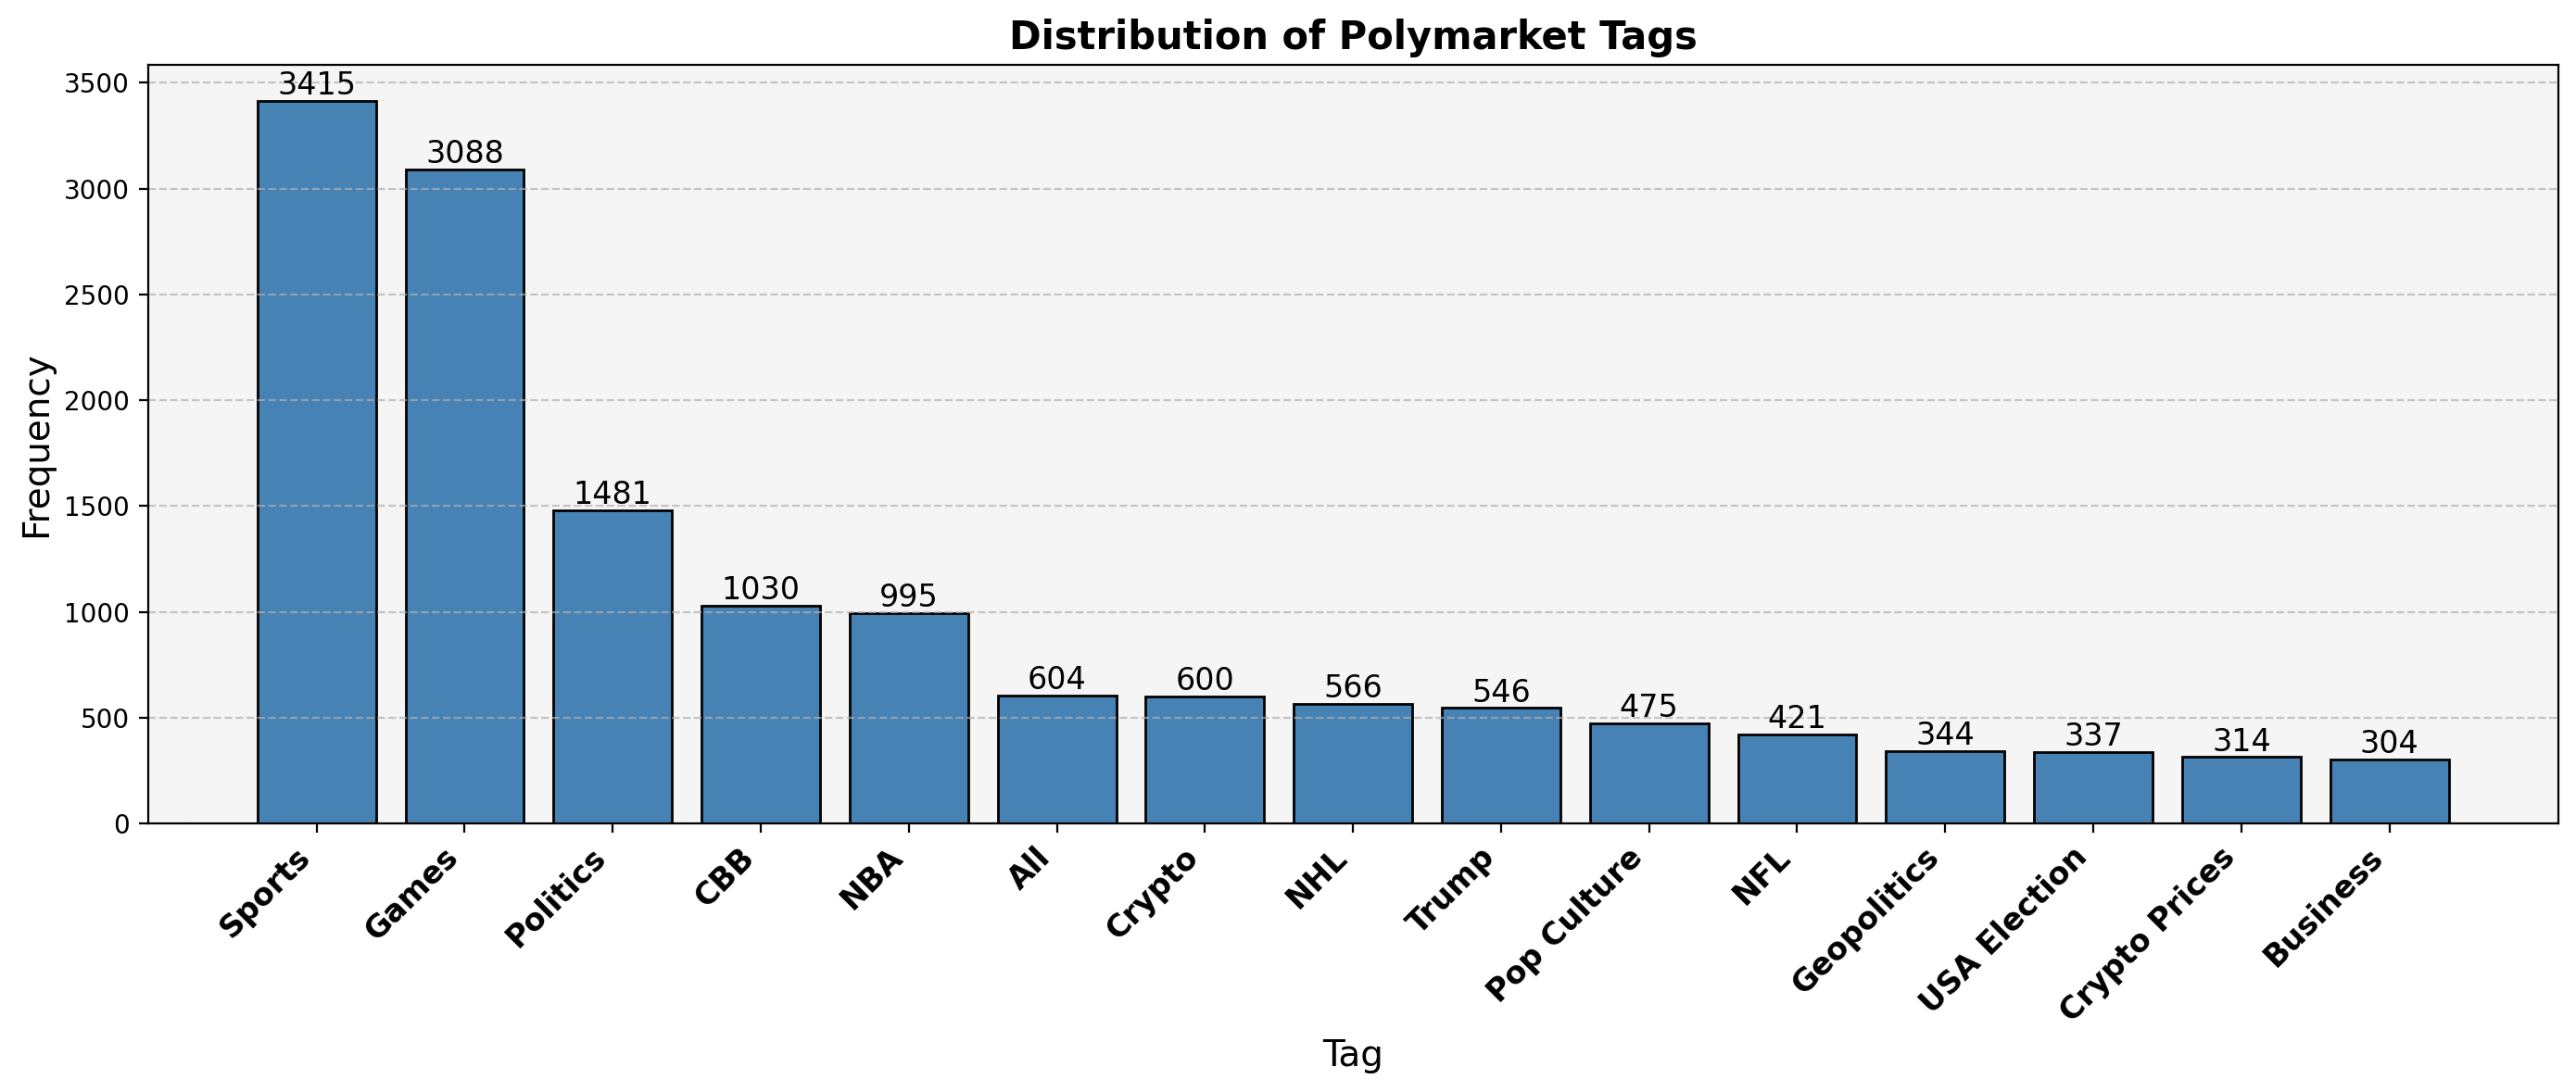 Distribution of Polymarket Tags
Frequency
3500
3000
2500
2000
1500
1000
500
0
3415
3088
1481
1030
995
604
600
566
546
475
421
344
337
314
304
Sports
Games
Politics
CBB
NBA
All
Crypto
NHL
Trump
Pop Culture
NFL
Geopolitics
USA Election
Crypto Prices
Business
Tag